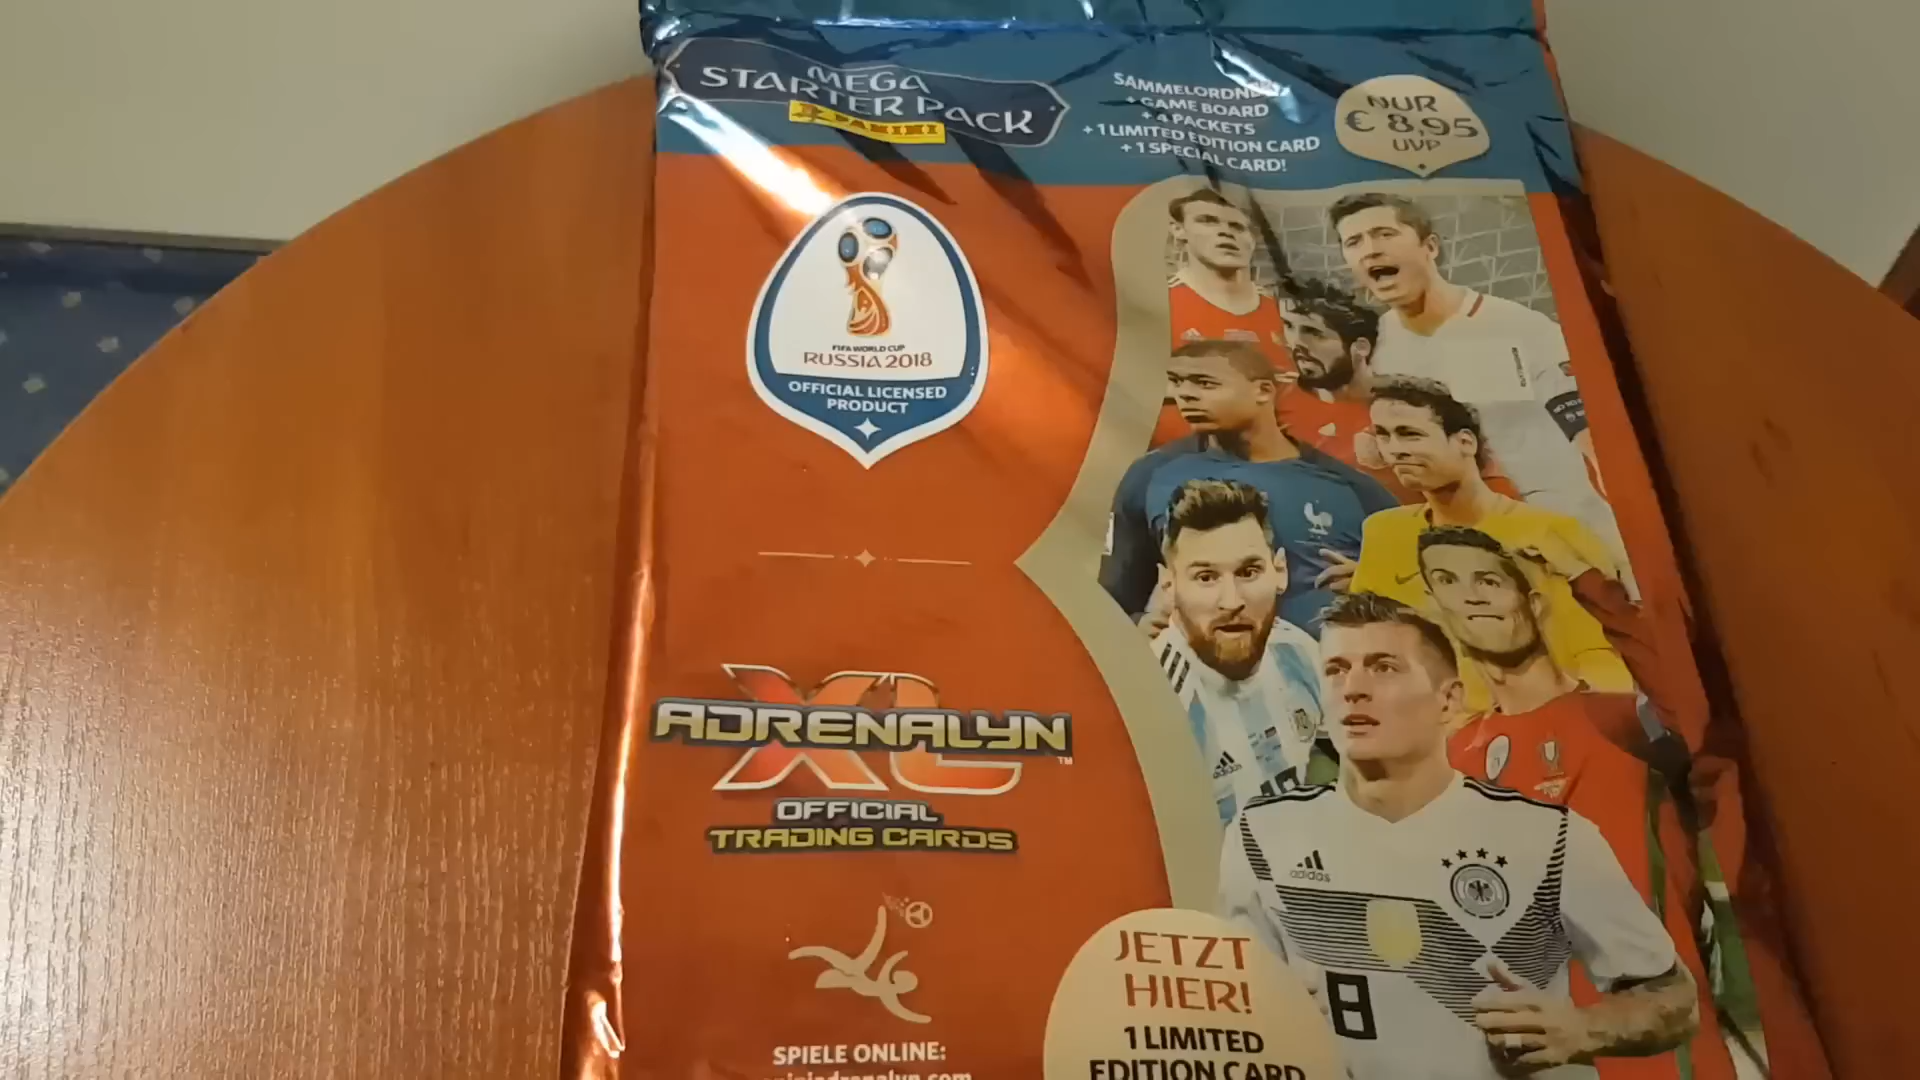 MEGA
STARTER PACK
PANINI
SAMMELORDNER
+ GAME BOARD
+ 4 PACKETS
+ 1 LIMITED EDITION CARD
+ 1 SPECIAL CARD!
NUR
€ 8,95
UVP
FIFA WORLD CUP
RUSSIA 2018
OFFICIAL LICENSED
PRODUCT
XL
ADRENALYN
™
OFFICIAL
TRADING CARDS
adidas
8
JETZT
HIER!
1 LIMITED
EDITION CARD
SPIELE ONLINE: